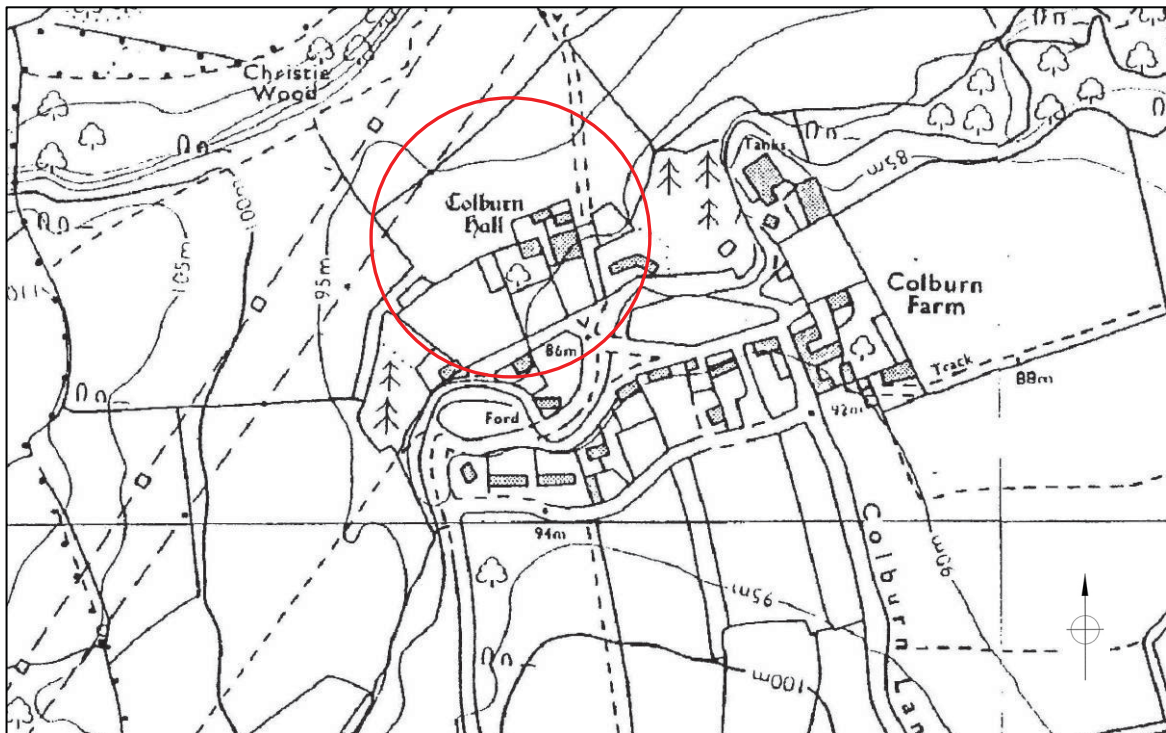 Christie
Wood
Tanks
85m
100m
105m
95m
Colburn
Hall
Colburn
Farm
86m
Track
88m
Ford
92m
94m
Colburn Lan
90m
95m
100m